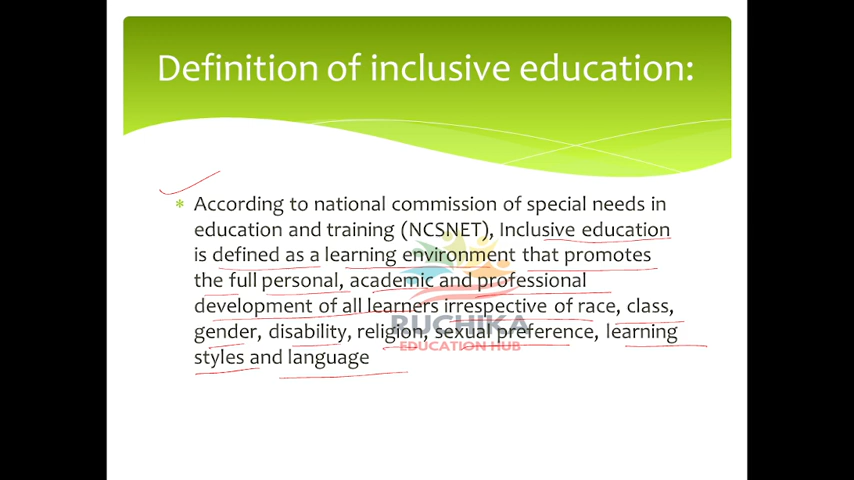 Definition of inclusive education:
According to national commission of special needs in
education and training (NCSNET), Inclusive education
is defined as a learning environment that promotes
the full personal, academic and professional
development of all learners irrespective of race, class,
gender, disability, religion, sexual preference, learning
styles and language
RUCHIKA
EDUCATION HUB